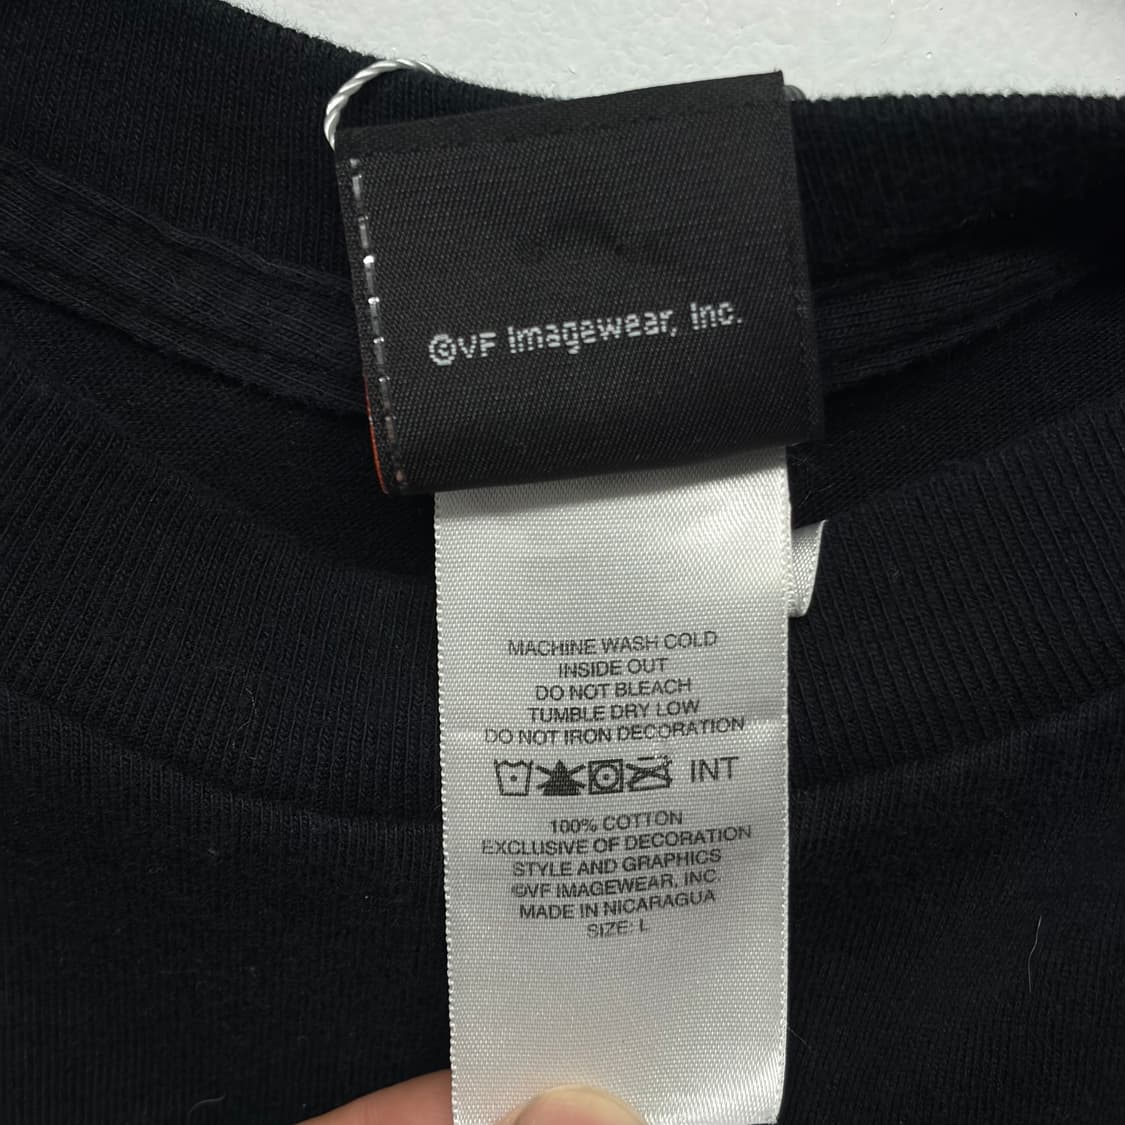 ©VF Imagewear, Inc.
MACHINE WASH COLD
INSIDE OUT
DO NOT BLEACH
TUMBLE DRY LOW
DO NOT IRON DECORATION
INT
100% COTTON
EXCLUSIVE OF DECORATION
STYLE AND GRAPHICS
©VF IMAGEWEAR, INC.
MADE IN NICARAGUA
SIZE: L